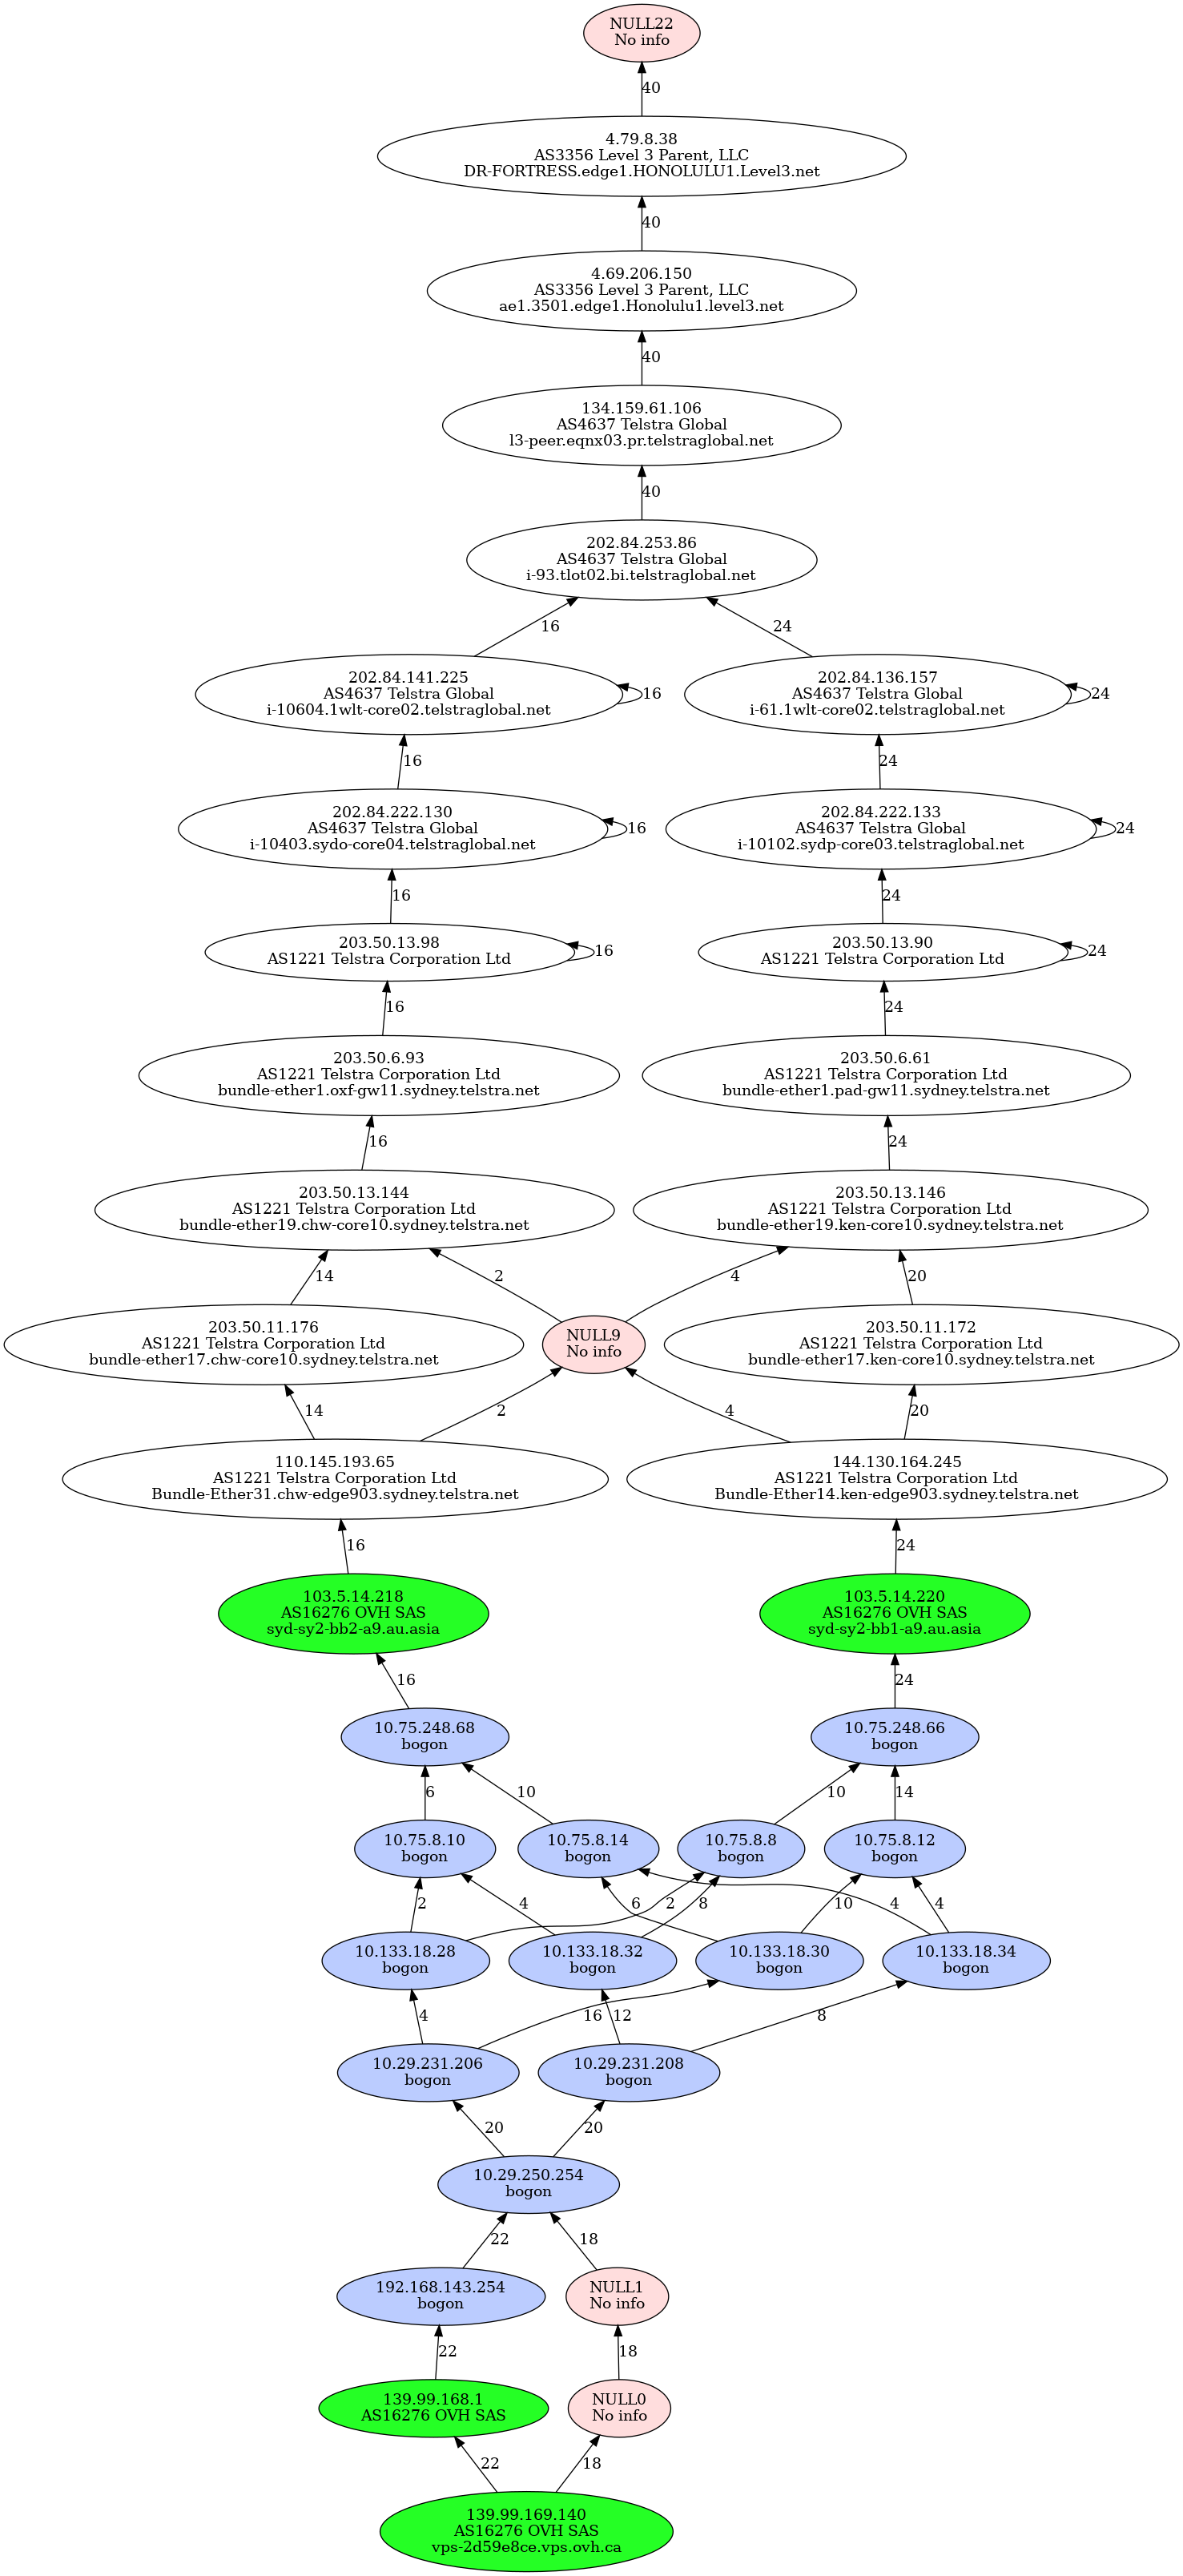 NULL22
No info
40
4.79.8.38
AS3356 Level 3 Parent, LLC
DR-FORTRESS.edge1.HONOLULU1.Level3.net
40
4.69.206.150
AS3356 Level 3 Parent, LLC
ae1.3501.edge1.Honolulu1.level3.net
40
134.159.61.106
AS4637 Telstra Global
l3-peer.eqnx03.pr.telstraglobal.net
40
202.84.253.86
AS4637 Telstra Global
i-93.tlot02.bi.telstraglobal.net
16
24
202.84.141.225
AS4637 Telstra Global
i-10604.1wlt-core02.telstraglobal.net
16
202.84.136.157
AS4637 Telstra Global
i-61.1wlt-core02.telstraglobal.net
24
16
24
202.84.222.130
AS4637 Telstra Global
i-10403.sydo-core04.telstraglobal.net
16
202.84.222.133
AS4637 Telstra Global
i-10102.sydp-core03.telstraglobal.net
24
16
24
203.50.13.98
AS1221 Telstra Corporation Ltd
16
203.50.13.90
AS1221 Telstra Corporation Ltd
24
16
24
203.50.6.93
AS1221 Telstra Corporation Ltd
bundle-ether1.oxf-gw11.sydney.telstra.net
203.50.6.61
AS1221 Telstra Corporation Ltd
bundle-ether1.pad-gw11.sydney.telstra.net
16
24
203.50.13.144
AS1221 Telstra Corporation Ltd
bundle-ether19.chw-core10.sydney.telstra.net
203.50.13.146
AS1221 Telstra Corporation Ltd
bundle-ether19.ken-core10.sydney.telstra.net
14
2
4
20
203.50.11.176
AS1221 Telstra Corporation Ltd
bundle-ether17.chw-core10.sydney.telstra.net
NULL9
No info
203.50.11.172
AS1221 Telstra Corporation Ltd
bundle-ether17.ken-core10.sydney.telstra.net
14
2
4
20
110.145.193.65
AS1221 Telstra Corporation Ltd
Bundle-Ether31.chw-edge903.sydney.telstra.net
144.130.164.245
AS1221 Telstra Corporation Ltd
Bundle-Ether14.ken-edge903.sydney.telstra.net
16
24
103.5.14.218
AS16276 OVH SAS
syd-sy2-bb2-a9.au.asia
103.5.14.220
AS16276 OVH SAS
syd-sy2-bb1-a9.au.asia
16
24
10.75.248.68
bogon
10.75.248.66
bogon
6
10
10
14
10.75.8.10
bogon
10.75.8.14
bogon
10.75.8.8
bogon
10.75.8.12
bogon
2
4
6
2
8
10
4
4
10.133.18.28
bogon
10.133.18.32
bogon
10.133.18.30
bogon
10.133.18.34
bogon
4
16
12
8
10.29.231.206
bogon
10.29.231.208
bogon
20
20
10.29.250.254
bogon
22
18
192.168.143.254
bogon
NULL1
No info
22
18
139.99.168.1
AS16276 OVH SAS
NULL0
No info
22
18
139.99.169.140
AS16276 OVH SAS
vps-2d59e8ce.vps.ovh.ca